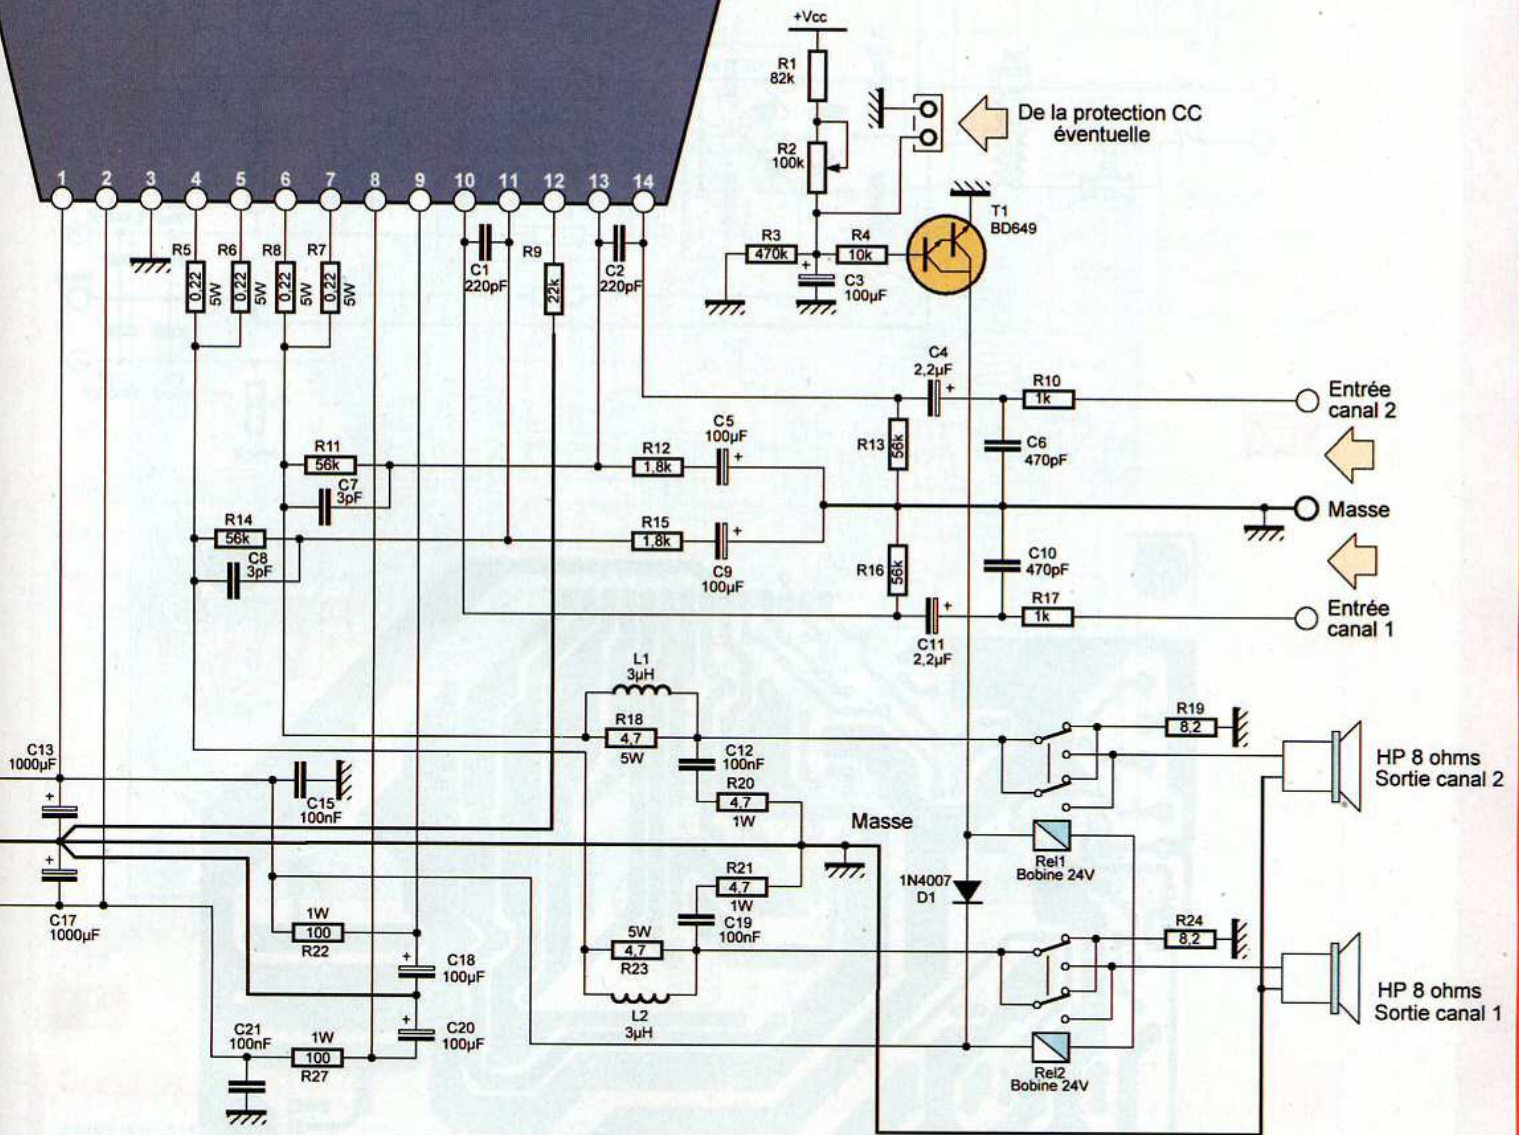 +Vcc
R1
82k
De la protection CC
éventuelle
R2
100k
1 2 3 4 5 6 7 8 9 10 11 12 13 14
T1
BD649
R3
470k
R4
10k
+
C3
100µF
R5
0,22
5W
R6
0,22
5W
R8
0,22
5W
R7
0,22
5W
C1
220pF
R9
22k
C2
220pF
C4
2,2µF
+
R10
1k
Entrée
canal 2
R13
56k
C6
470pF
C5
100µF
+
R11
56k
R12
1,8k
C7
3pF
Masse
R14
56k
R15
1,8k
+
C8
3pF
C9
100µF
R16
56k
C10
470pF
R17
1k
+
C11
2,2µF
Entrée
canal 1
L1
3µH
R18
4,7
5W
R19
8,2
C13
1000µF
+
C12
100nF
HP 8 ohms
Sortie canal 2
C15
100nF
R20
4,7
1W
Masse
+
Rel1
Bobine 24V
R21
4,7
1W
1N4007
D1
C17
1000µF
1W
100
R22
C19
100nF
5W
4,7
R23
R24
8,2
+
C18
100µF
L2
3µH
HP 8 ohms
Sortie canal 1
C21
100nF
1W
100
R27
+
C20
100µF
Rel2
Bobine 24V